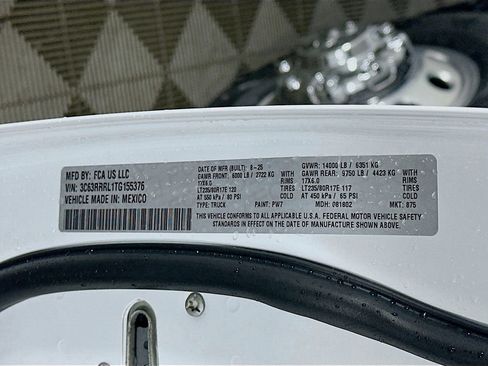 MFD BY: FCA US LLC
VIN: 3C63RRRL1TG155376
VEHICLE MADE IN: MEXICO
DATE OF MFR (BUILT): 8-25
GAWR FRONT: 6000 LB / 2722 KG WITH
17X6.0 RIMS
LT235/80R17E 120 TIRES
AT 550 kPa / 80 PSI
TYPE: TRUCK
GVWR: 14000 LB / 6351 KG
GAWR REAR: 9750 LB / 4423 KG WITH
17X6.0 RIMS
LT235/80R17E 117 TIRES
AT 450 kPa / 65 PSI DUAL
PAINT: PW7 MDH: 081802 MKT: 875
THIS VEHICLE CONFORMS TO ALL APPLICABLE U.S.A. FEDERAL MOTOR VEHICLE SAFETY
STANDARDS IN EFFECT ON THE DATE OF MANUFACTURE SHOWN ABOVE.